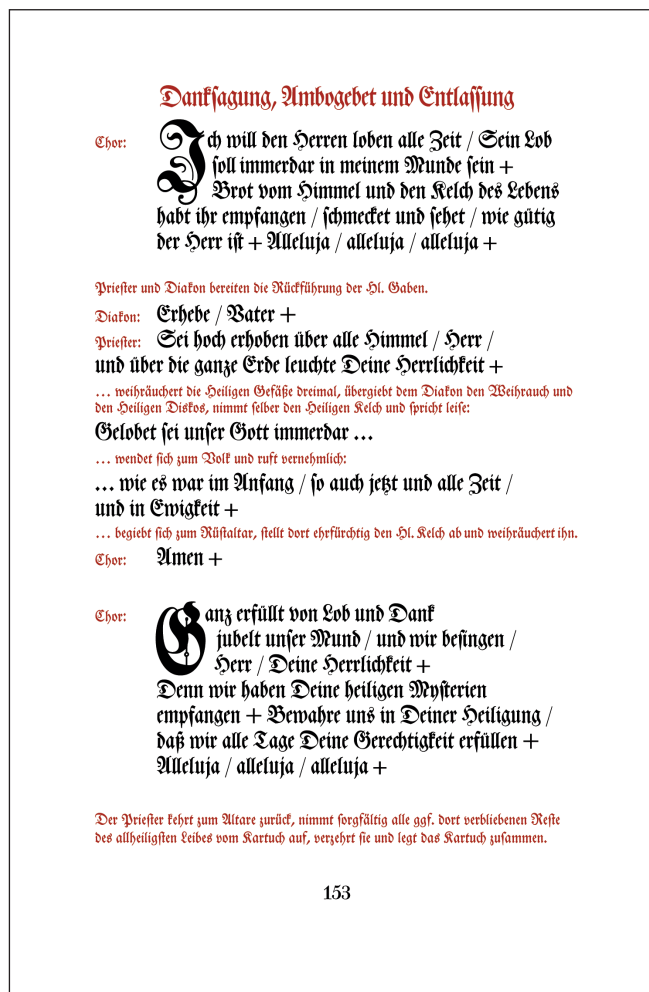 Danksagung, Ambogebet und Entlassung
Chor: Ich will den Herren loben alle Zeit / Sein Lob
soll immerdar in meinem Munde sein +
Brot vom Himmel und den Kelch des Lebens
habt ihr empfangen / schmecket und sehet / wie gütig
der Herr ist + Alleluja / alleluja / alleluja +
Priester und Diakon bereiten die Rückführung der Hl. Gaben.
Diakon: Erhebe / Vater +
Priester: Sei hoch erhoben über alle Himmel / Herr /
und über die ganze Erde leuchte Deine Herrlichkeit +
... weihräuchert die Heiligen Gefäße dreimal, übergiebt dem Diakon den Weihrauch und
den Heiligen Diskos, nimmt selber den Heiligen Kelch und spricht leise:
Gelobet sei unser Gott immerdar ...
... wendet sich zum Volk und ruft vernehmlich:
... wie es war im Anfang / so auch jetzt und alle Zeit /
und in Ewigkeit +
... begiebt sich zum Rüstaltar, stellt dort ehrfürchtig den Hl. Kelch ab und weihräuchert ihn.
Chor: Amen +
Chor: Ganz erfüllt von Lob und Dank
jubelt unser Mund / und wir besingen /
Herr / Deine Herrlichkeit +
Denn wir haben Deine heiligen Mysterien
empfangen + Bewahre uns in Deiner Heiligung /
daß wir alle Tage Deine Gerechtigkeit erfüllen +
Alleluja / alleluja / alleluja +
Der Priester kehrt zum Altare zurück, nimmt sorgfältig alle ggf. dort verbliebenen Reste
des allheiligsten Leibes vom Kartuch auf, verzehrt sie und legt das Kartuch zusammen.
153